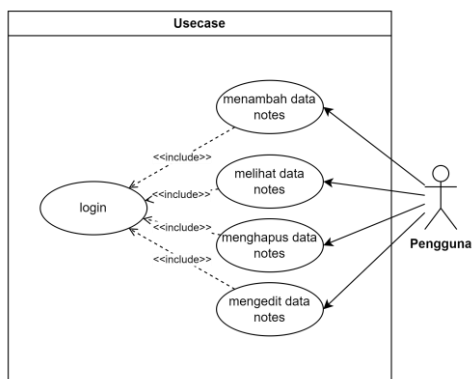 Usecase
menambah data
notes
<<include>>
melihat data
notes
<<include>>
login
<<include>>
menghapus data
notes
Pengguna
<<include>>
mengedit data
notes